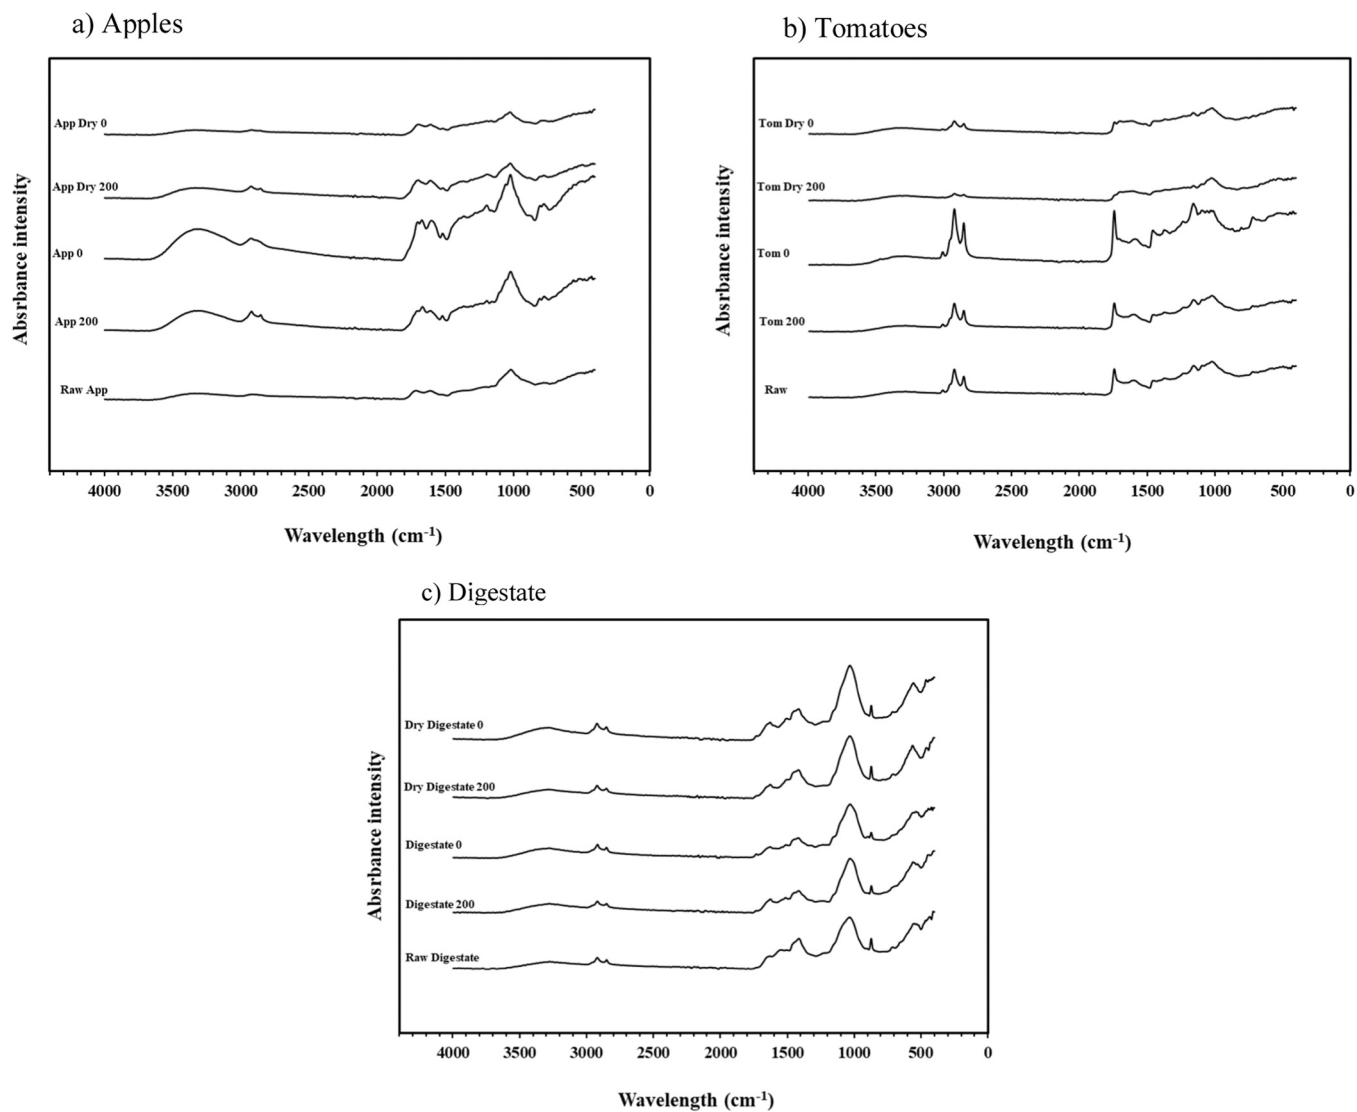 a) Apples
App Dry 0
App Dry 200
App 0
App 200
Raw App
Absrbance intensity
4000 3500 3000 2500 2000 1500 1000 500 0
Wavelength (cm-1)
b) Tomatoes
Tom Dry 0
Tom Dry 200
Tom 0
Tom 200
Raw
Absrbance intensity
4000 3500 3000 2500 2000 1500 1000 500 0
Wavelength (cm-1)
c) Digestate
Dry Digestate 0
Dry Digestate 200
Digestate 0
Digestate 200
Raw Digestate
Absrbance intensity
4000 3500 3000 2500 2000 1500 1000 500 0
Wavelength (cm-1)